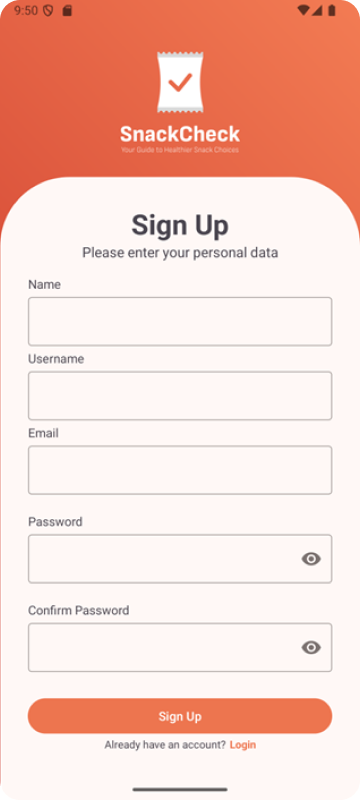 9:50
SnackCheck
Your Guide to Healthier Snack Choices
Sign Up
Please enter your personal data
Name
Username
Email
Password
Confirm Password
Sign Up
Already have an account? Login